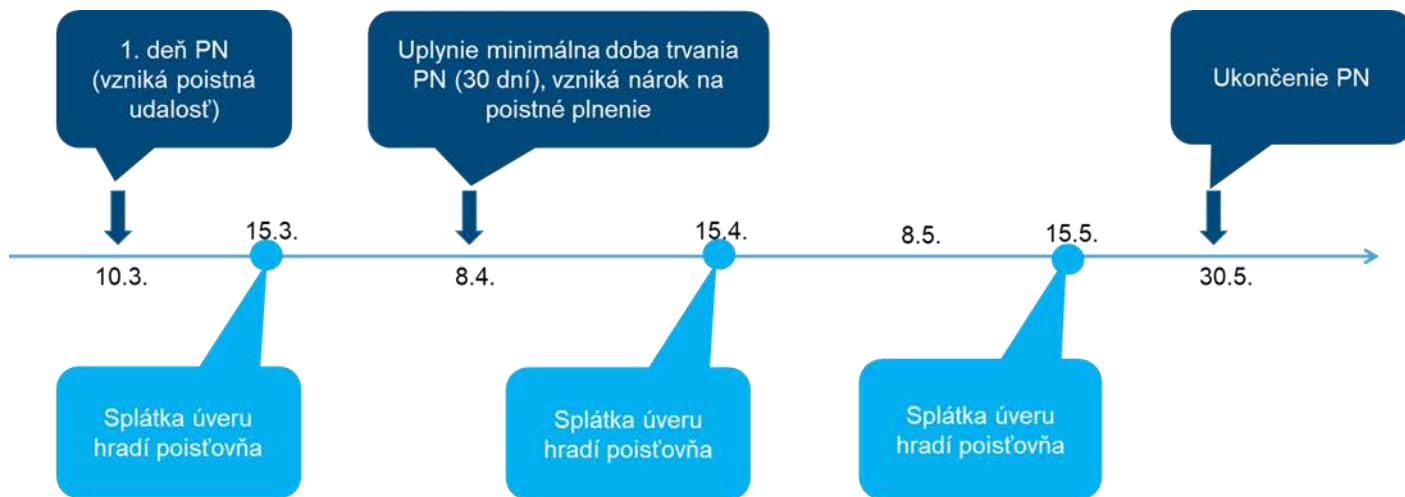 1. deň PN
(vzniká poistná
udalosť)
Uplynie minimálna doba trvania
PN (30 dní), vzniká nárok na
poistné plnenie
Ukončenie PN
15.3.
15.4.
8.5.
15.5.
10.3.
8.4.
30.5.
Splátka úveru
hradí poisťovňa
Splátka úveru
hradí poisťovňa
Splátka úveru
hradí poisťovňa